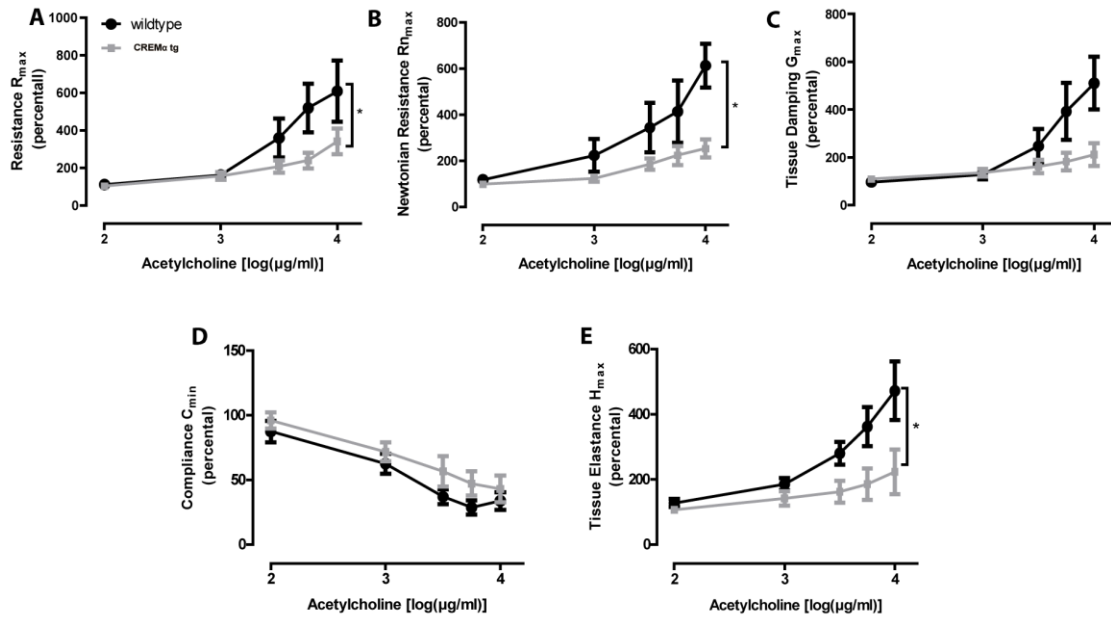 A
wildtype
CREMα tg
Resistance Rmax
(percentall)
1000
800
600
400
200
0
*
2
3
4
Acetylcholine [log(µg/ml)]
B
Newtonian Resistance Rnmax
(percental)
800
600
400
200
0
*
2
3
4
Acetylcholine [log(µg/ml)]
C
Tissue Damping Gmax
(percental)
800
600
400
200
0
2
3
4
Acetylcholine [log(µg/ml)]
D
Compliance Cmin
(percental)
150
100
50
0
2
3
4
Acetylcholine [log(µg/ml)]
E
Tissue Elastance Hmax
(percental)
600
400
200
0
*
2
3
4
Acetylcholine [log(µg/ml)]